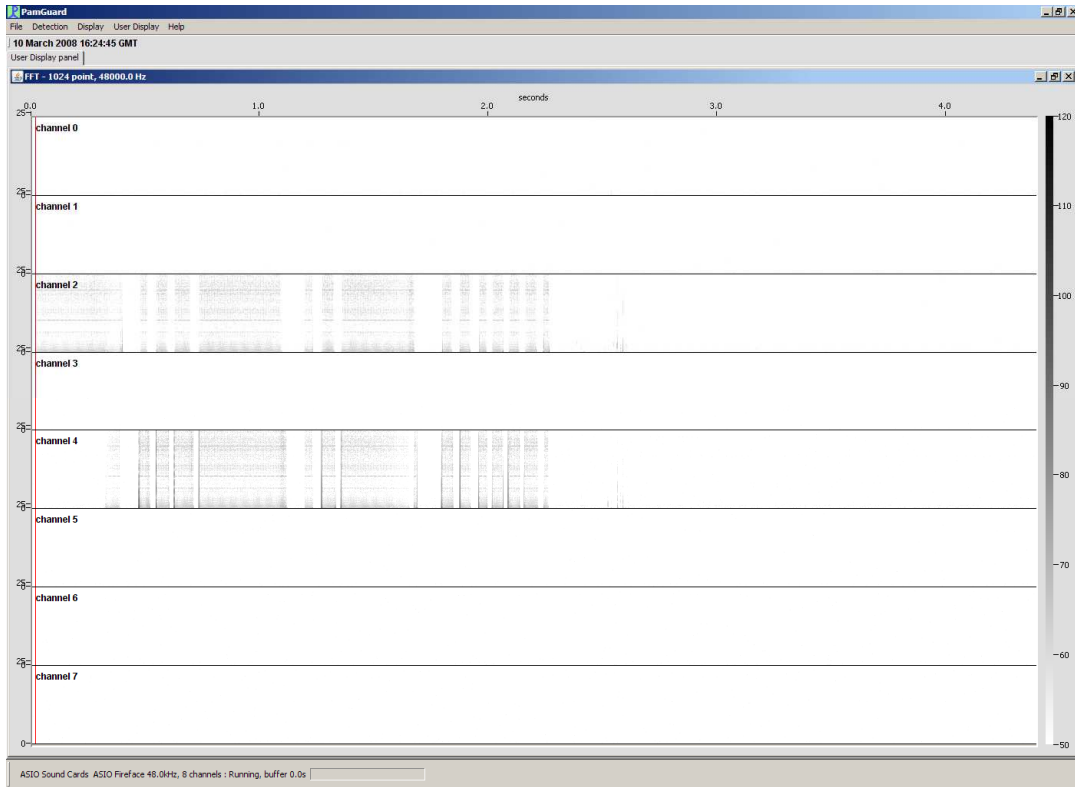 PamGuard
File Detection Display User Display Help
10 March 2008 16:24:45 GMT
User Display panel
FFT - 1024 point, 48000.0 Hz
seconds
0.0 1.0 2.0 3.0 4.0
25
channel 0
25
0
channel 1
25
0
channel 2
25
0
channel 3
25
0
channel 4
25
0
channel 5
25
0
channel 6
25
0
channel 7
0
120
110
100
90
80
70
60
50
ASIO Sound Cards ASIO Fireface 48.0kHz, 8 channels : Running, buffer 0.0s